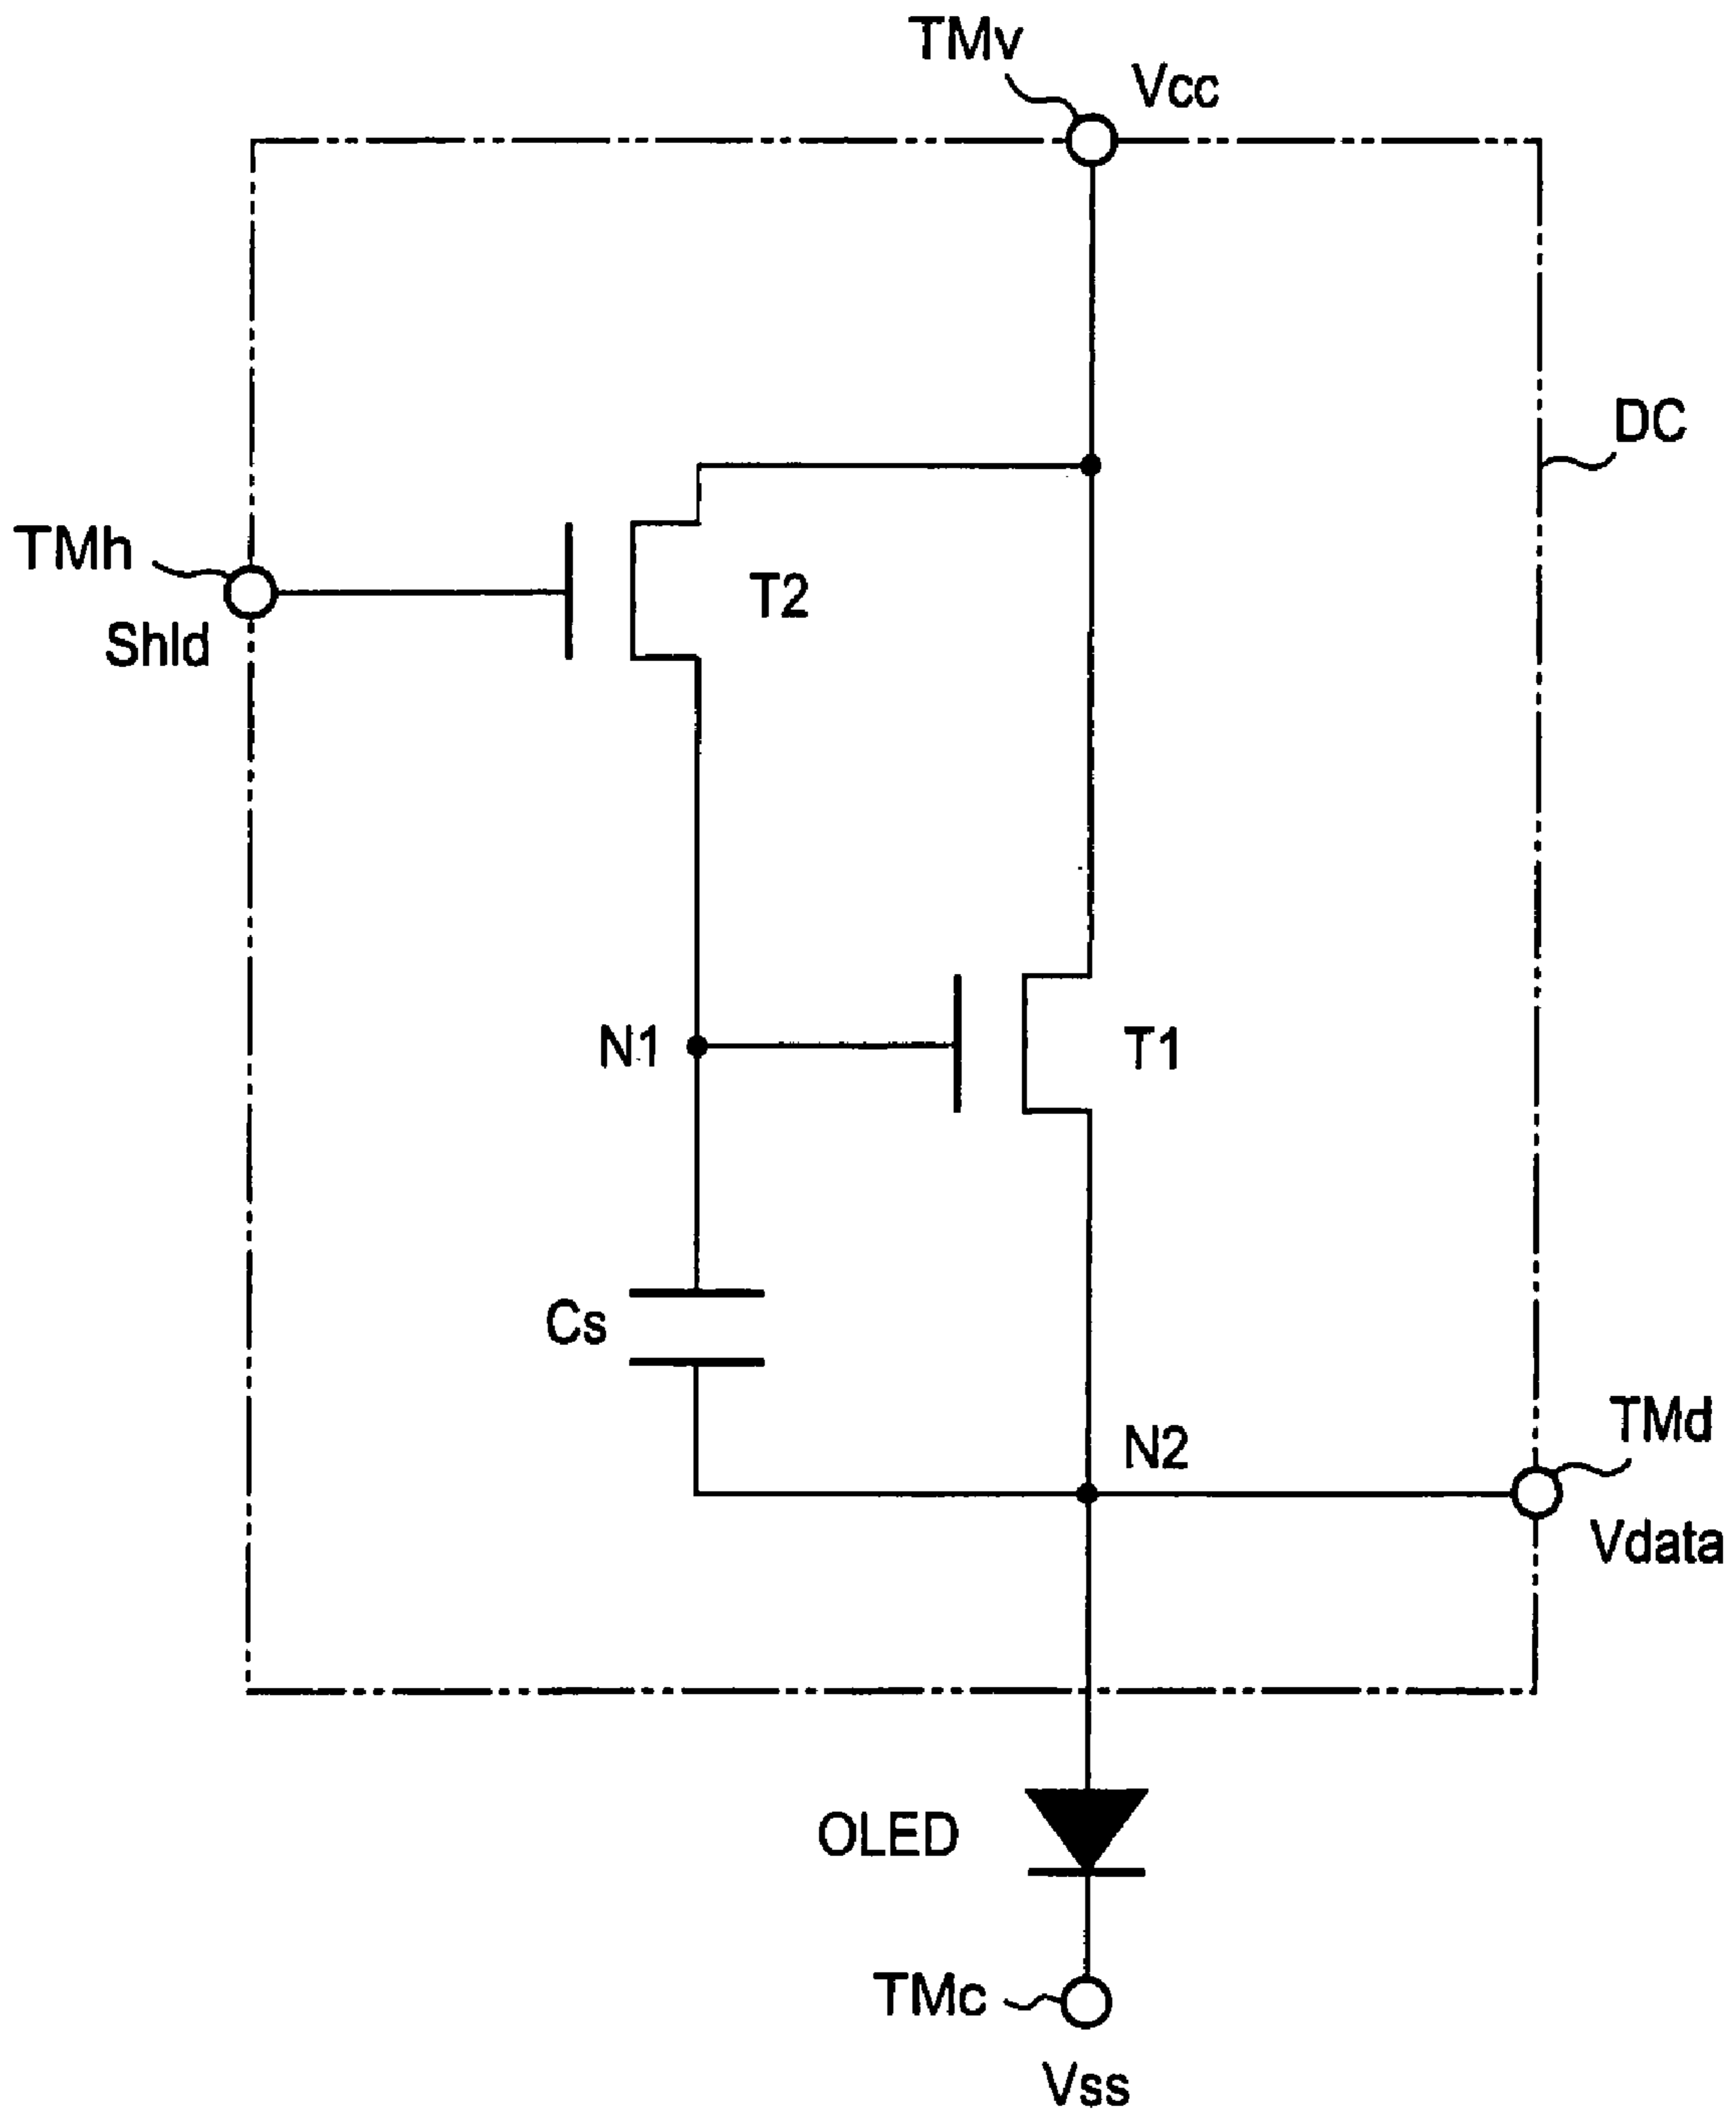 TMv
Vcc
DC
TMh
Shld
T2
N1
T1
Cs
N2
TMd
Vdata
OLED
TMc
Vss